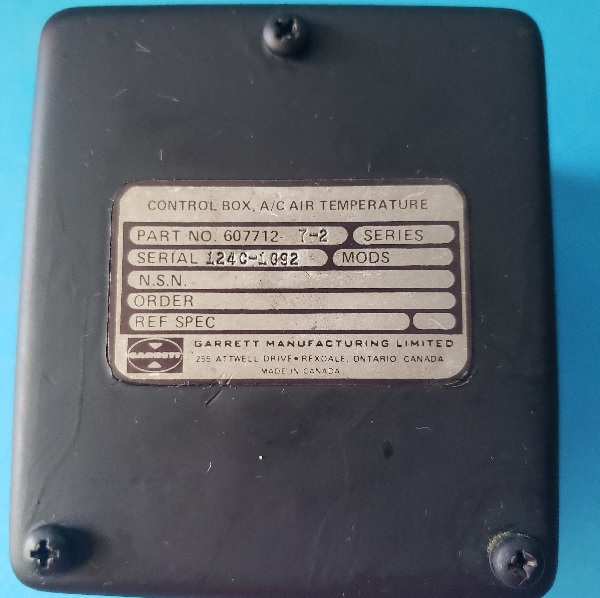 CONTROL BOX, A/C AIR TEMPERATURE
PART NO. 607712- 7-2 SERIES
SERIAL 124C-1092 MODS
N.S.N.
ORDER
REF SPEC
GARRETT
GARRETT MANUFACTURING LIMITED
255 ATTWELL DRIVE • REXDALE, ONTARIO, CANADA
MADE IN CANADA